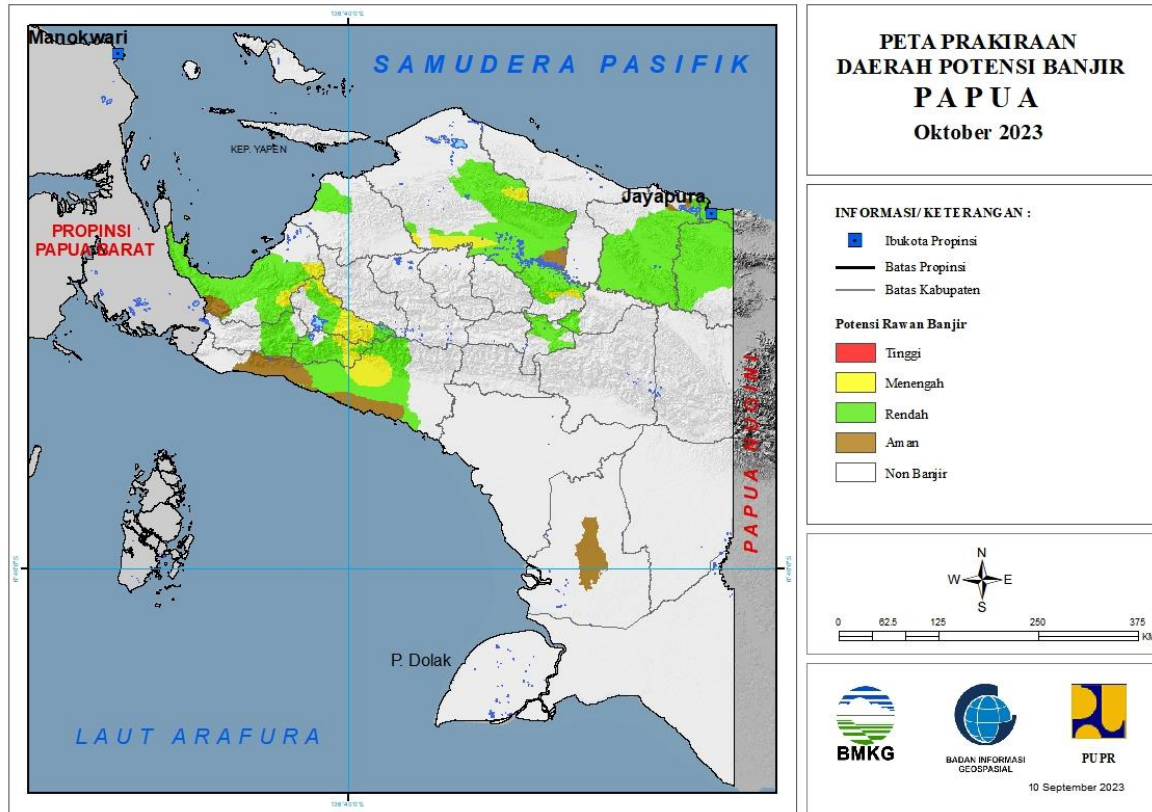 Manokwari
SAMUDERA PASIFIK
KEP. YAPEN
Jayapura
PROPINSI
PAPUA BARAT
PAPUA NUGINI
P. Dolak
LAUT ARAFURA
PETA PRAKIRAAN
DAERAH POTENSI BANJIR
PAPUA
Oktober 2023
INFORMASI/ KETERANGAN :
Ibukota Propinsi
Batas Propinsi
Batas Kabupaten
Potensi Rawan Banjir
Tinggi
Menengah
Rendah
Aman
Non Banjir
N
W E
S
0 62.5 125 250 375
KM
BMKG
BADAN INFORMASI
GEOSPASIAL
PUPR
10 September 2023